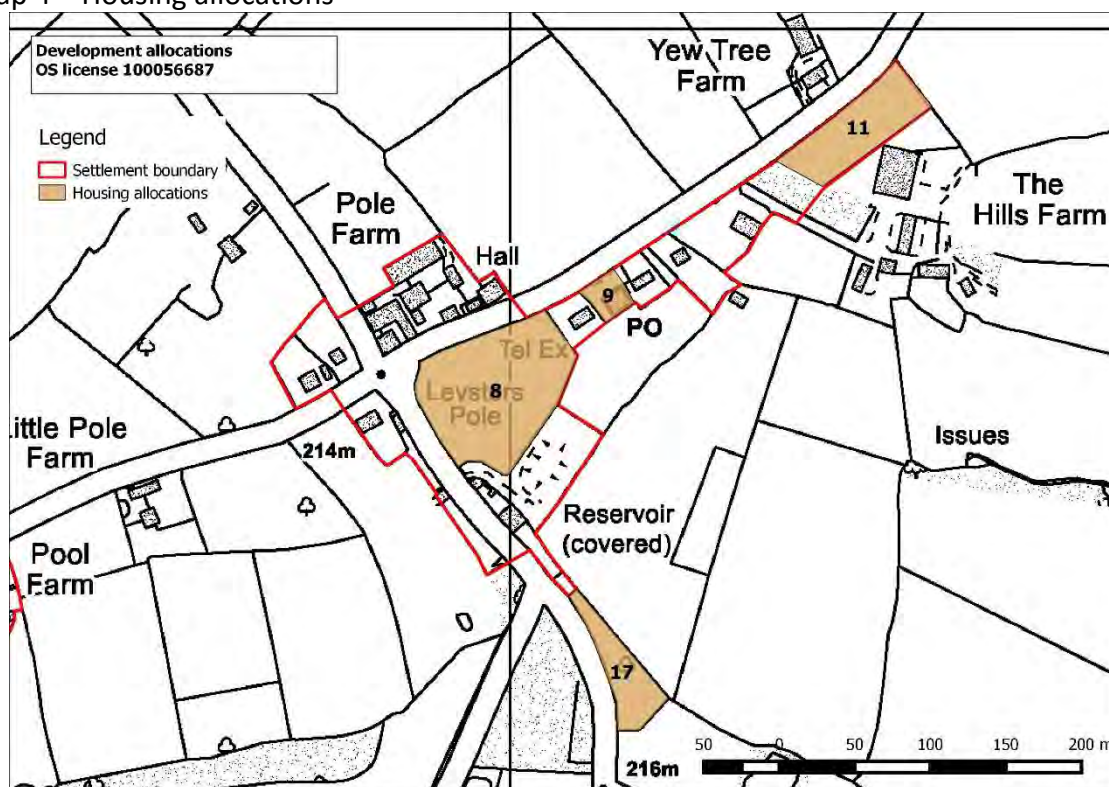 Housing allocations
Development allocations
OS license 100056687
Legend
Settlement boundary
Housing allocations
Yew Tree
Farm
11
The
Hills Farm
Pole
Farm
Hall
9
PO
Tel Ex
8
Leysters
Pole
Little Pole
Farm
214m
Issues
Reservoir
(covered)
Pool
Farm
17
216m
50 0 50 100 150 200 m